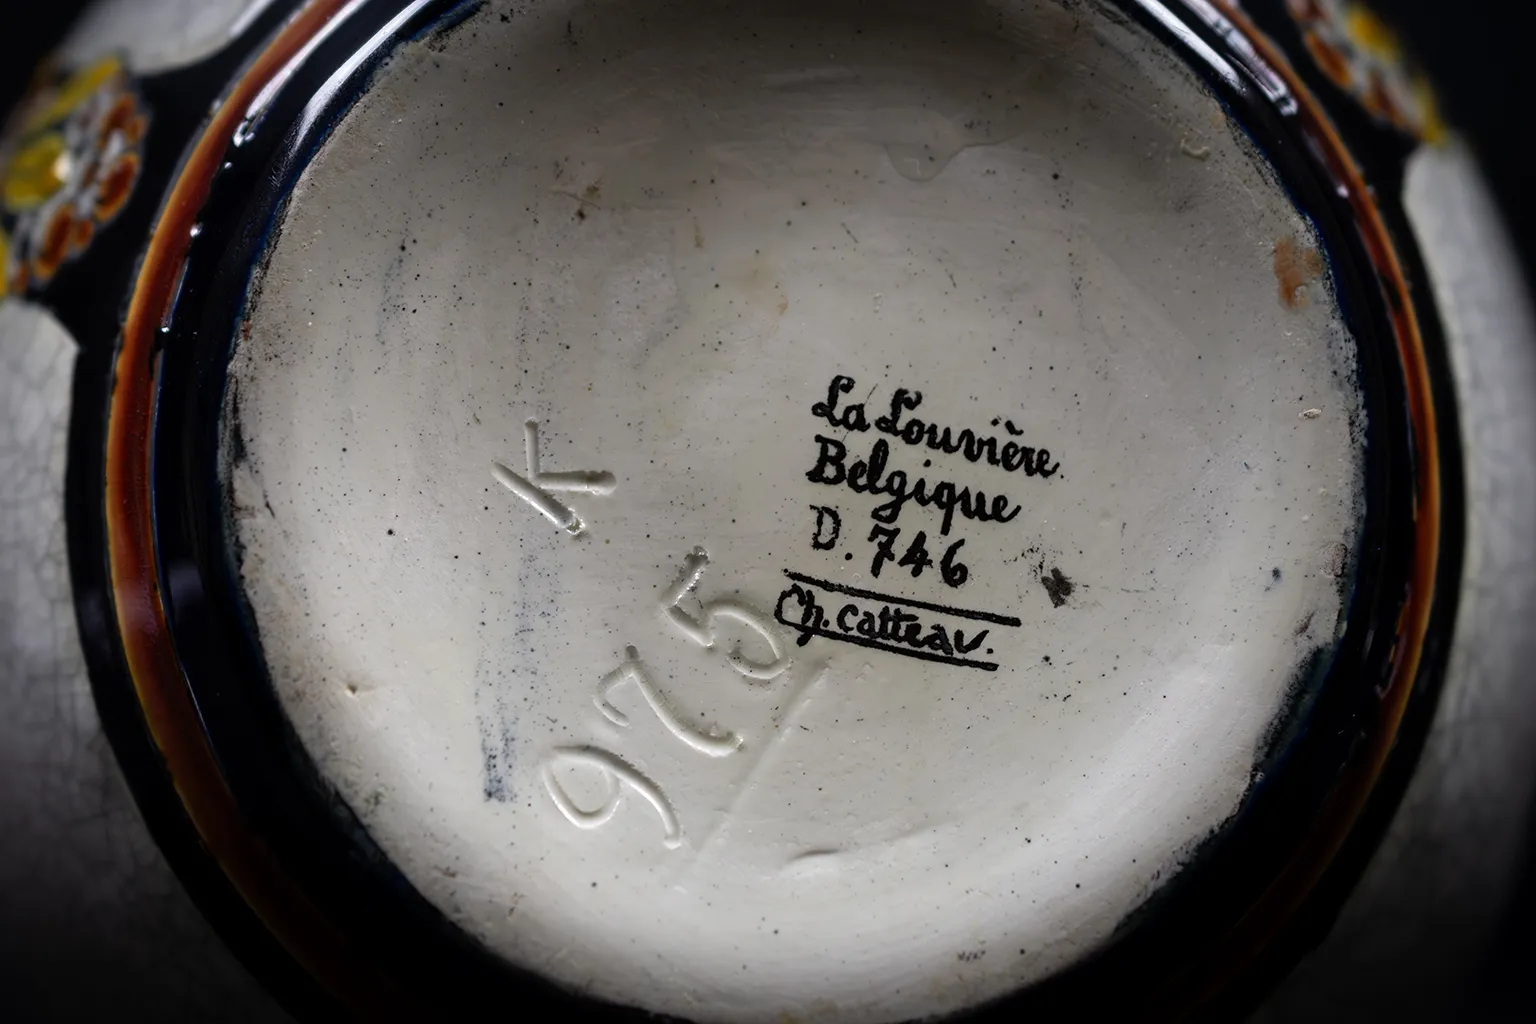 La Louvière
Belgique
D. 746
Ch. Catteau.
K
975